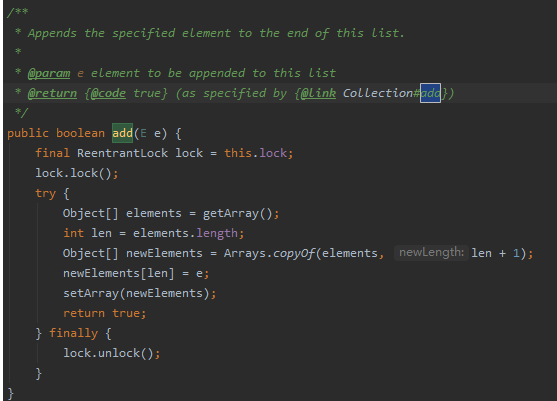 /**
 * Appends the specified element to the end of this list.
 *
 * @param e element to be appended to this list
 * @return {@code true} (as specified by {@link Collection#add})
 */
public boolean add(E e) {
    final ReentrantLock lock = this.lock;
    lock.lock();
    try {
        Object[] elements = getArray();
        int len = elements.length;
        Object[] newElements = Arrays.copyOf(elements, newLength: len + 1);
        newElements[len] = e;
        setArray(newElements);
        return true;
    } finally {
        lock.unlock();
    }
}